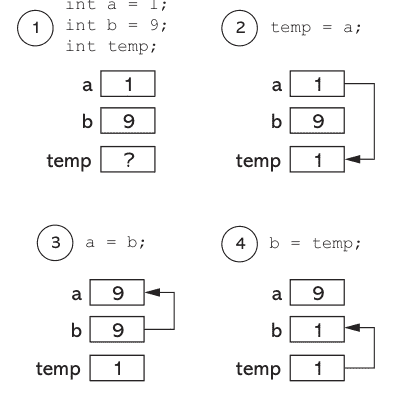 int a = 1;
1 int b = 9;
int temp;
a 1
b 9
temp ?
2 temp = a;
a 1
b 9
temp 1
3 a = b;
a 9
b 9
temp 1
4 b = temp;
a 9
b 1
temp 1